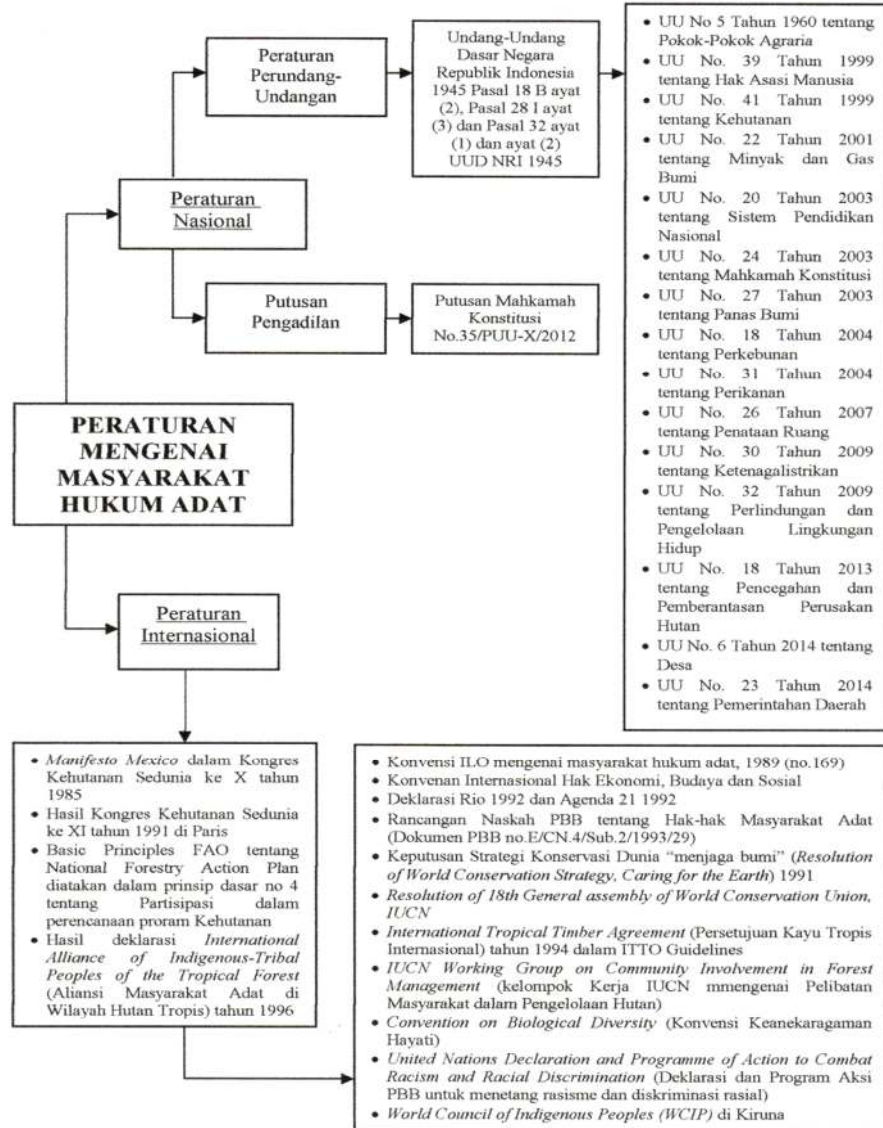 Peraturan
Perundang-
Undangan
Undang-Undang
Dasar Negara
Republik Indonesia
1945 Pasal 18 B ayat
(2), Pasal 28 I ayat
(3) dan Pasal 32 ayat
(1) dan ayat (2)
UUD NRI 1945
• UU No 5 Tahun 1960 tentang
Pokok-Pokok Agraria
• UU No. 39 Tahun 1999
tentang Hak Asasi Manusia
• UU No. 41 Tahun 1999
tentang Kehutanan
• UU No. 22 Tahun 2001
tentang Minyak dan Gas
Bumi
• UU No. 20 Tahun 2003
tentang Sistem Pendidikan
Nasional
• UU No. 24 Tahun 2003
tentang Mahkamah Konstitusi
• UU No. 27 Tahun 2003
tentang Panas Bumi
• UU No. 18 Tahun 2004
tentang Perkebunan
• UU No. 31 Tahun 2004
tentang Perikanan
• UU No. 26 Tahun 2007
tentang Penataan Ruang
• UU No. 30 Tahun 2009
tentang Ketenagalistrikan
• UU No. 32 Tahun 2009
tentang Perlindungan dan
Pengelolaan Lingkungan
Hidup
• UU No. 18 Tahun 2013
tentang Pencegahan dan
Pemberantasan Perusakan
Hutan
• UU No. 6 Tahun 2014 tentang
Desa
• UU No. 23 Tahun 2014
tentang Pemerintahan Daerah
Peraturan
Nasional
Putusan
Pengadilan
Putusan Mahkamah
Konstitusi
No.35/PUU-X/2012
PERATURAN
MENGENAI
MASYARAKAT
HUKUM ADAT
Peraturan
Internasional
• Manifesto Mexico dalam Kongres
Kehutanan Sedunia ke X tahun
1985
• Hasil Kongres Kehutanan Sedunia
ke XI tahun 1991 di Paris
• Basic Principles FAO tentang
National Forestry Action Plan
diatakan dalam prinsip dasar no 4
tentang Partisipasi dalam
perencanaan proram Kehutanan
• Hasil deklarasi International
Alliance of Indigenous-Tribal
Peoples of the Tropical Forest
(Aliansi Masyarakat Adat di
Wilayah Hutan Tropis) tahun 1996
• Konvensi ILO mengenai masyarakat hukum adat, 1989 (no.169)
• Konvenan Internasional Hak Ekonomi, Budaya dan Sosial
• Deklarasi Rio 1992 dan Agenda 21 1992
• Rancangan Naskah PBB tentang Hak-hak Masyarakat Adat
(Dokumen PBB no.E/CN.4/Sub.2/1993/29)
• Keputusan Strategi Konservasi Dunia “menjaga bumi” (Resolution
of World Conservation Strategy, Caring for the Earth) 1991
• Resolution of 18th General assembly of World Conservation Union,
IUCN
• International Tropical Timber Agreement (Persetujuan Kayu Tropis
Internasional) tahun 1994 dalam ITTO Guidelines
• IUCN Working Group on Community Involvement in Forest
Management (kelompok Kerja IUCN mmengenai Pelibatan
Masyarakat dalam Pengelolaan Hutan)
• Convention on Biological Diversity (Konvensi Keanekaragaman
Hayati)
• United Nations Declaration and Programme of Action to Combat
Racism and Racial Discrimination (Deklarasi dan Program Aksi
PBB untuk menetang rasisme dan diskriminasi rasial)
• World Council of Indigenous Peoples (WCIP) di Kiruna